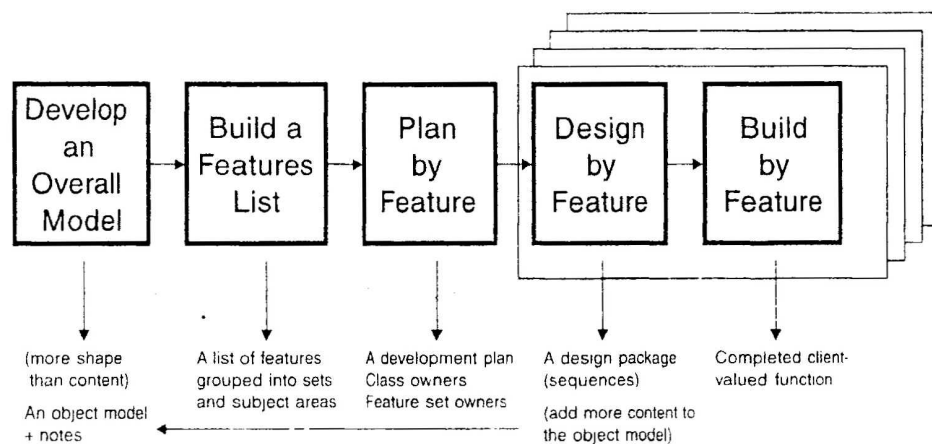 Develop
an
Overall
Model
Build a
Features
List
Plan
by
Feature
Design
by
Feature
Build
by
Feature
(more shape
than content)
An object model
+ notes
A list of features
grouped into sets
and subject areas
A development plan
Class owners
Feature set owners
A design package
(sequences)
(add more content to
the object model)
Completed client-
valued function